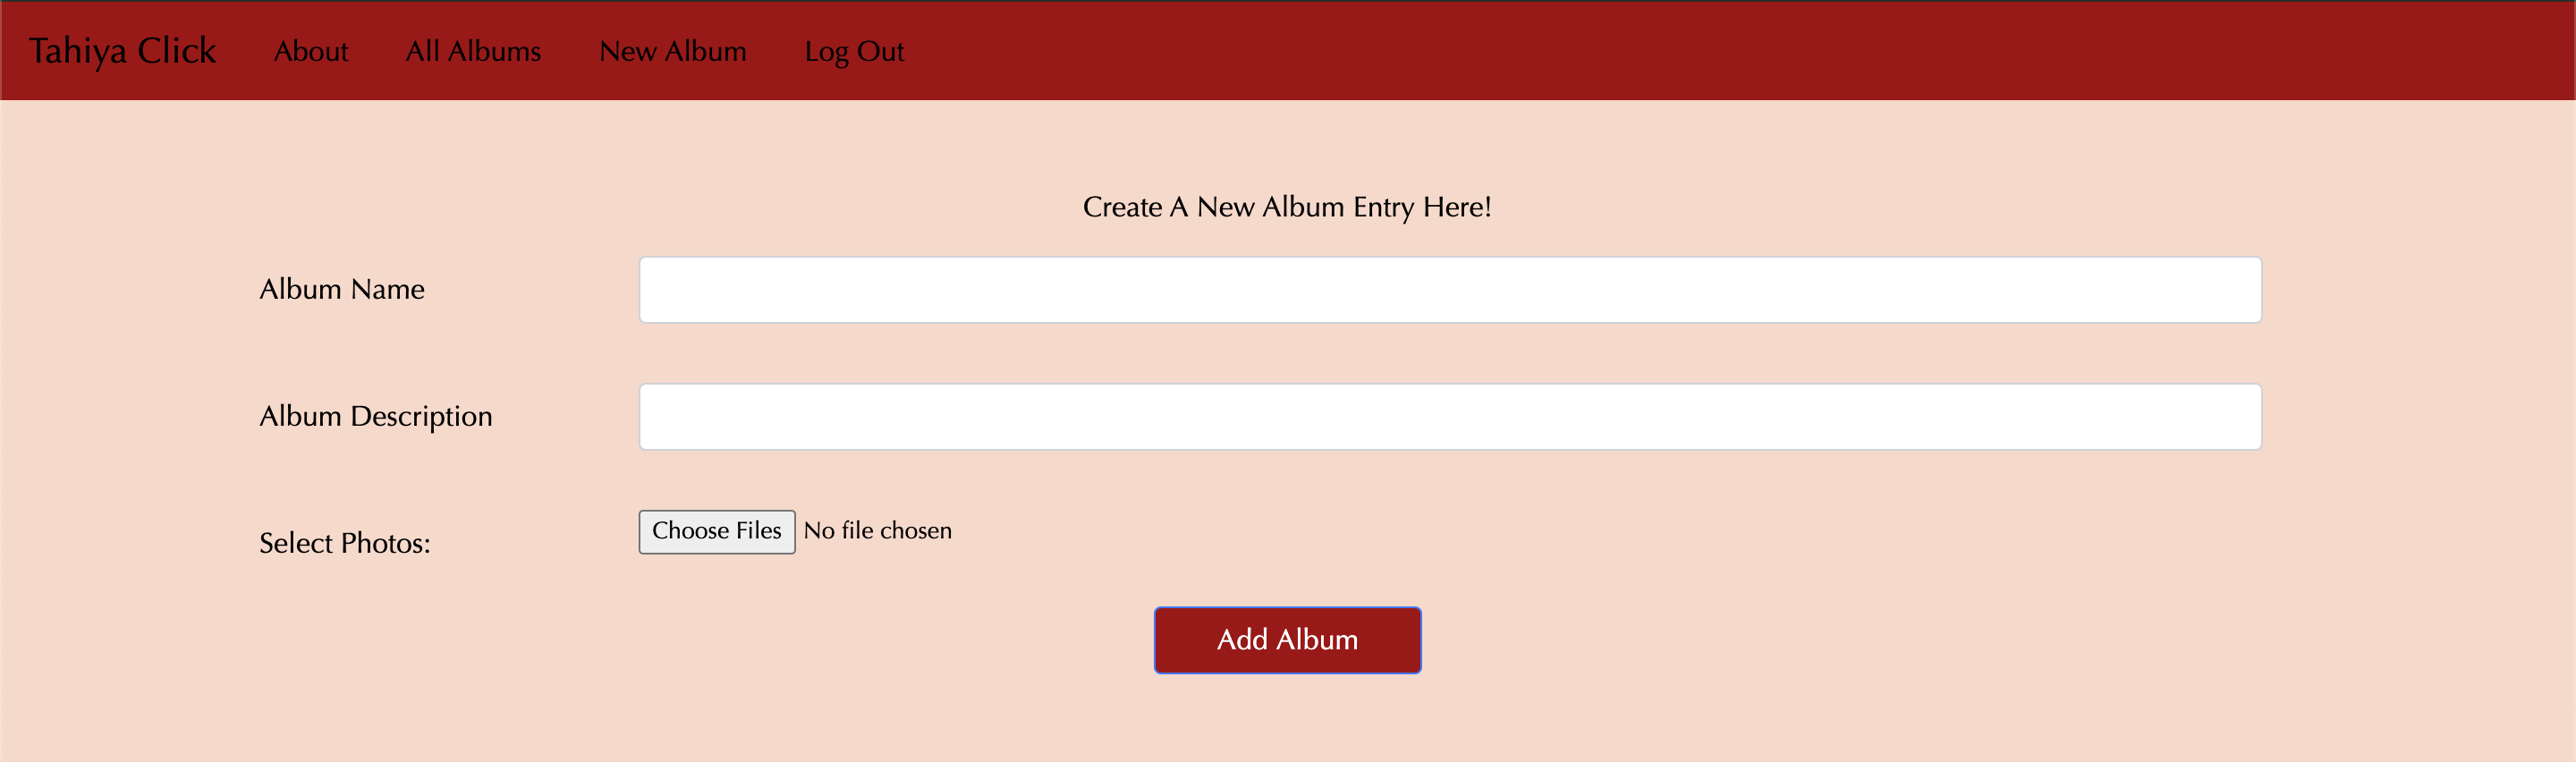 Tahiya Click About All Albums New Album Log Out
Create A New Album Entry Here!
Album Name
Album Description
Select Photos: Choose Files No file chosen
Add Album